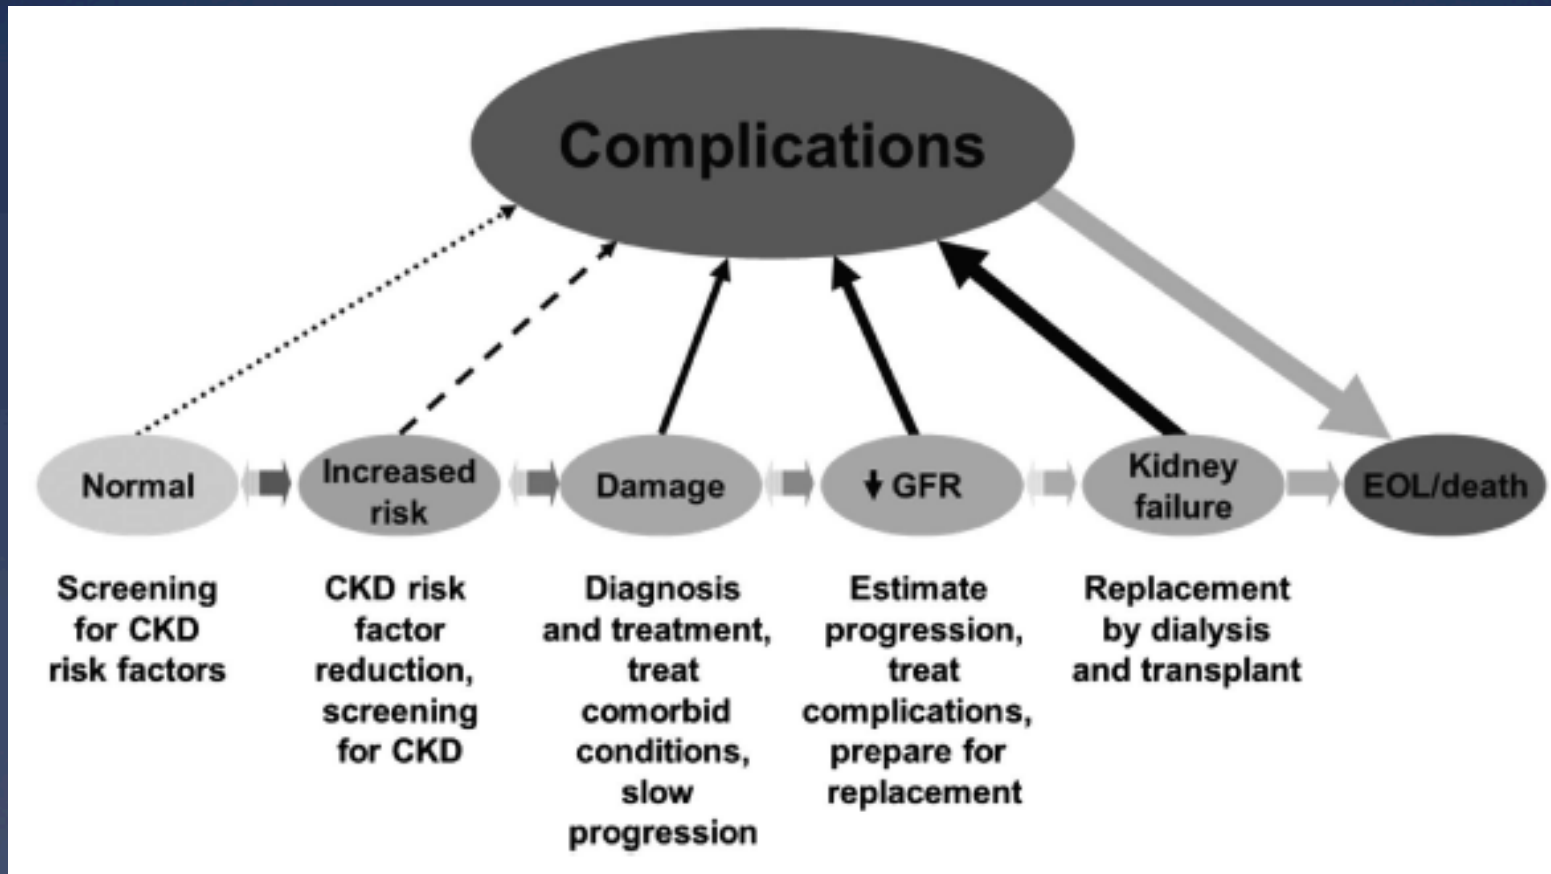 Complications
Normal
Increased
risk
Damage
↓ GFR
Kidney
failure
EOL/death
Screening
for CKD
risk factors
CKD risk
factor
reduction,
screening
for CKD
Diagnosis
and treatment,
treat
comorbid
conditions,
slow
progression
Estimate
progression,
treat
complications,
prepare for
replacement
Replacement
by dialysis
and transplant